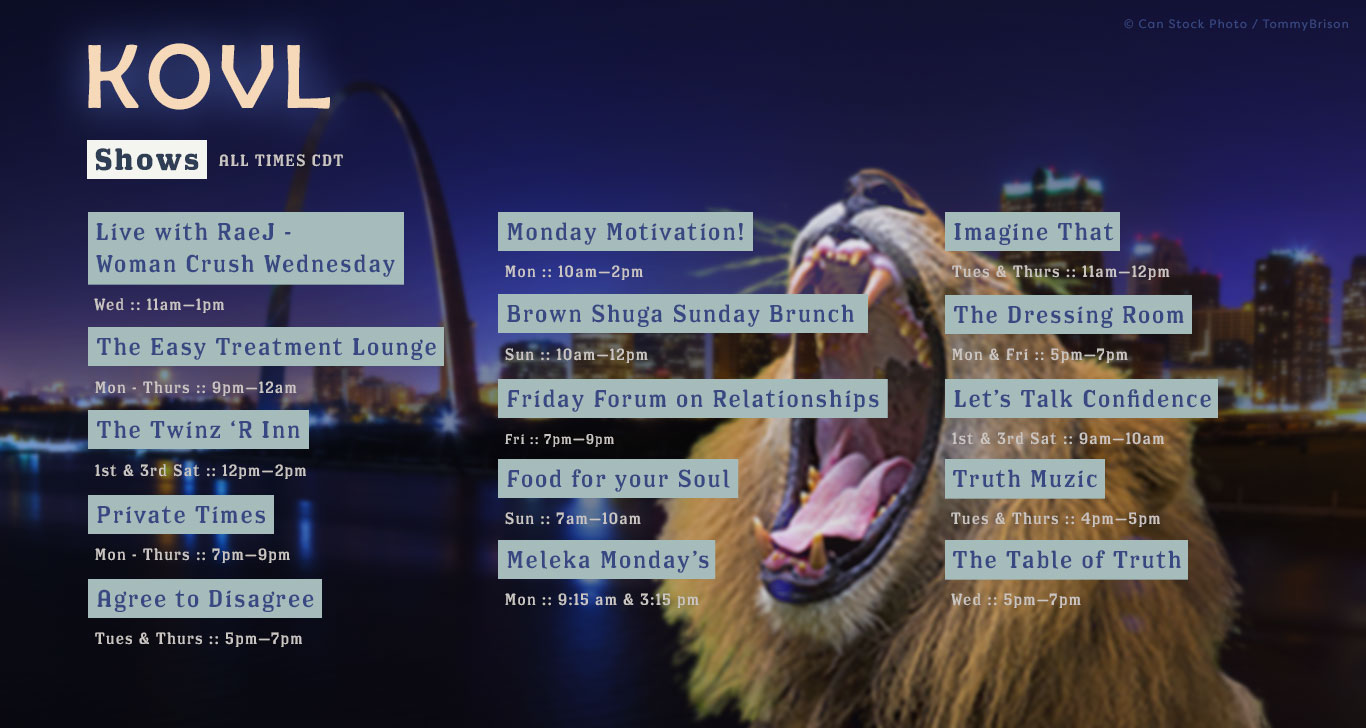 © Can Stock Photo / TommyBrison
KOVL
Shows ALL TIMES CDT
Live with RaeJ -
Woman Crush Wednesday
Wed :: 11am—1pm
The Easy Treatment Lounge
Mon - Thurs :: 9pm—12am
The Twinz ‘R Inn
1st & 3rd Sat :: 12pm—2pm
Private Times
Mon - Thurs :: 7pm—9pm
Agree to Disagree
Tues & Thurs :: 5pm—7pm
Monday Motivation!
Mon :: 10am—2pm
Brown Shuga Sunday Brunch
Sun :: 10am—12pm
Friday Forum on Relationships
Fri :: 7pm—9pm
Food for your Soul
Sun :: 7am—10am
Meleka Monday’s
Mon :: 9:15 am & 3:15 pm
Imagine That
Tues & Thurs :: 11am—12pm
The Dressing Room
Mon & Fri :: 5pm—7pm
Let’s Talk Confidence
1st & 3rd Sat :: 9am—10am
Truth Muzic
Tues & Thurs :: 4pm—5pm
The Table of Truth
Wed :: 5pm—7pm